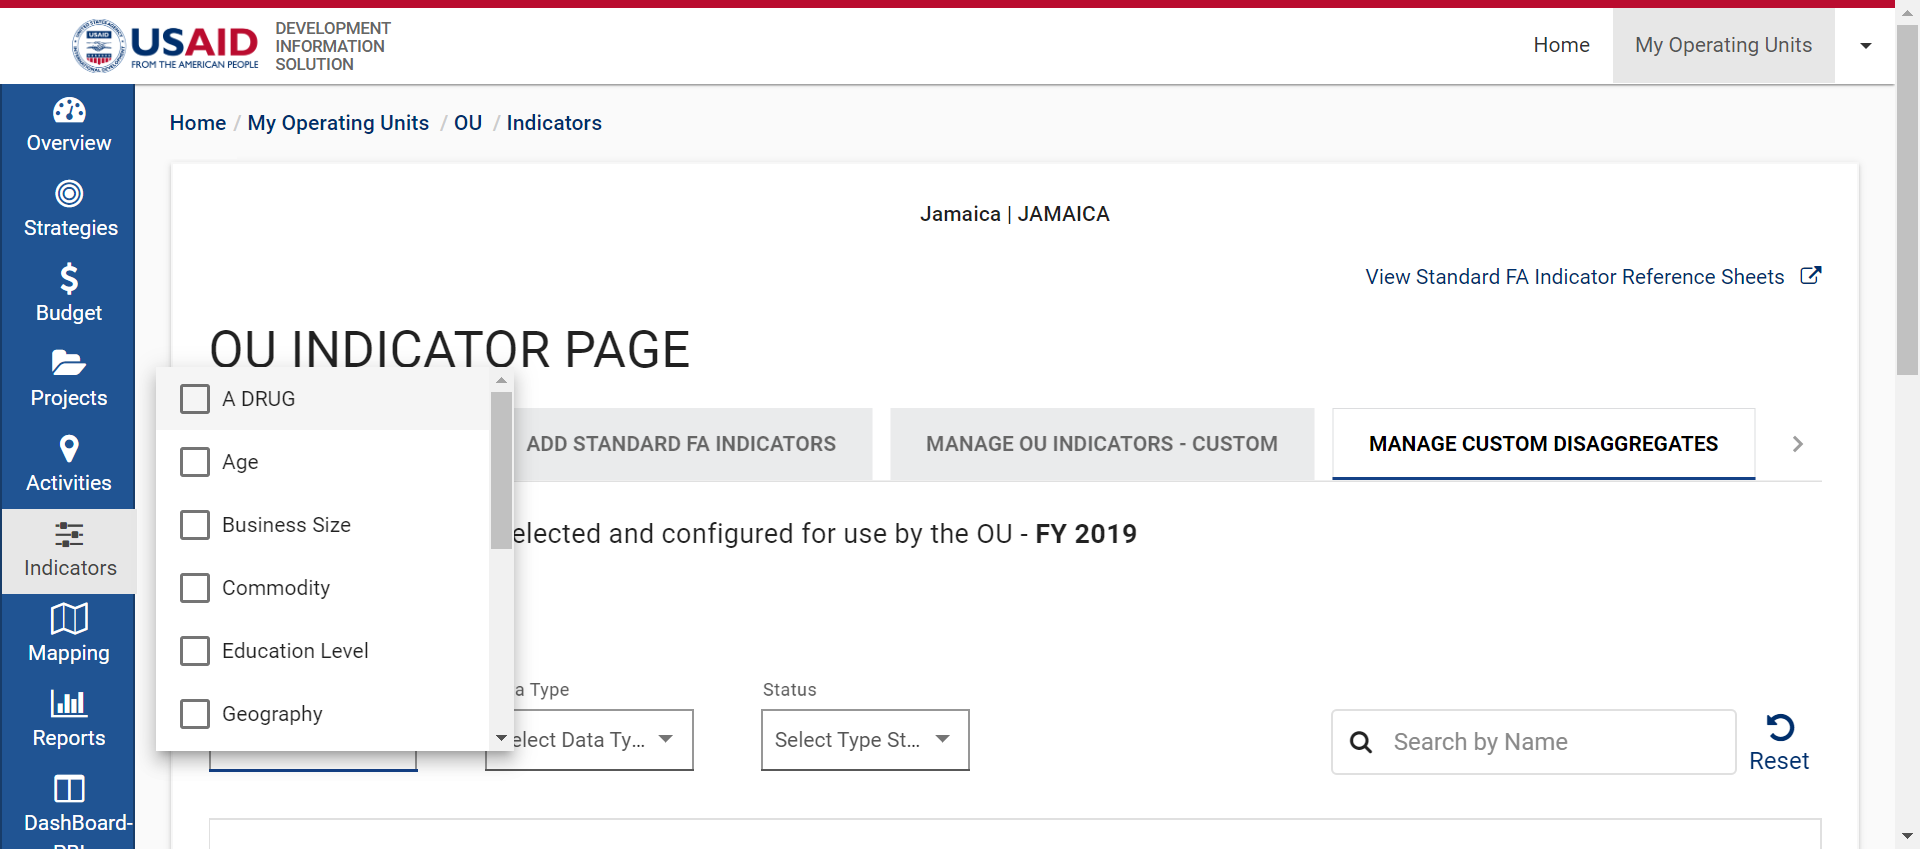 USAID
FROM THE AMERICAN PEOPLE
DEVELOPMENT
INFORMATION
SOLUTION
Home
My Operating Units
Overview
Strategies
Budget
Projects
Activities
Indicators
Mapping
Reports
DashBoard-
Home / My Operating Units / OU / Indicators
Jamaica | JAMAICA
View Standard FA Indicator Reference Sheets
OU INDICATOR PAGE
ADD STANDARD FA INDICATORS
MANAGE OU INDICATORS - CUSTOM
MANAGE CUSTOM DISAGGREGATES
elected and configured for use by the OU - FY 2019
A DRUG
Age
Business Size
Commodity
Education Level
Geography
a Type
elect Data Ty...
Status
Select Type St...
Search by Name
Reset